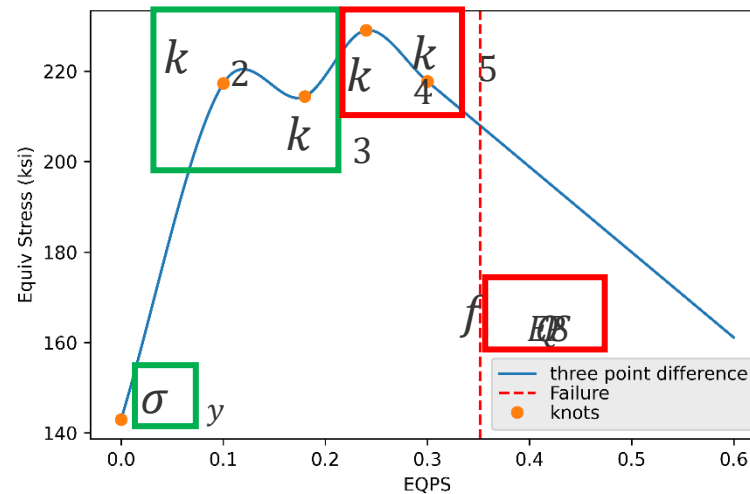 220
200
180
160
140
Equiv Stress (ksi)
k
2
k
3
k
k
4
5
σ
y
f
EQPS
three point difference
Failure
knots
0.0 0.1 0.2 0.3 0.4 0.5 0.6
EQPS